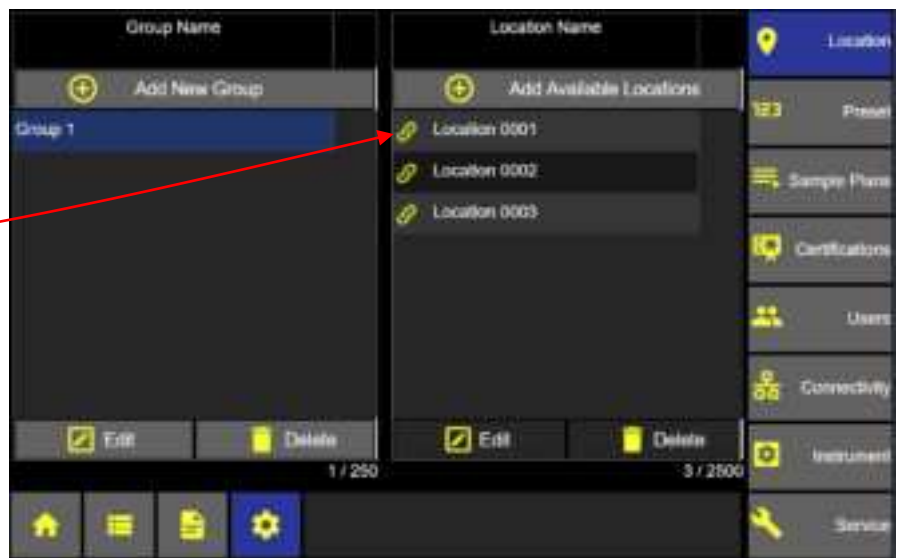 Group Name
Add New Group
Group 1
Edit
Delete
1 / 250
Location Name
Add Available Locations
Location 0001
Location 0002
Location 0003
Edit
Delete
3 / 2500
Location
123
Preset
Sample Plans
Certifications
Users
Connectivity
Instrument
Service